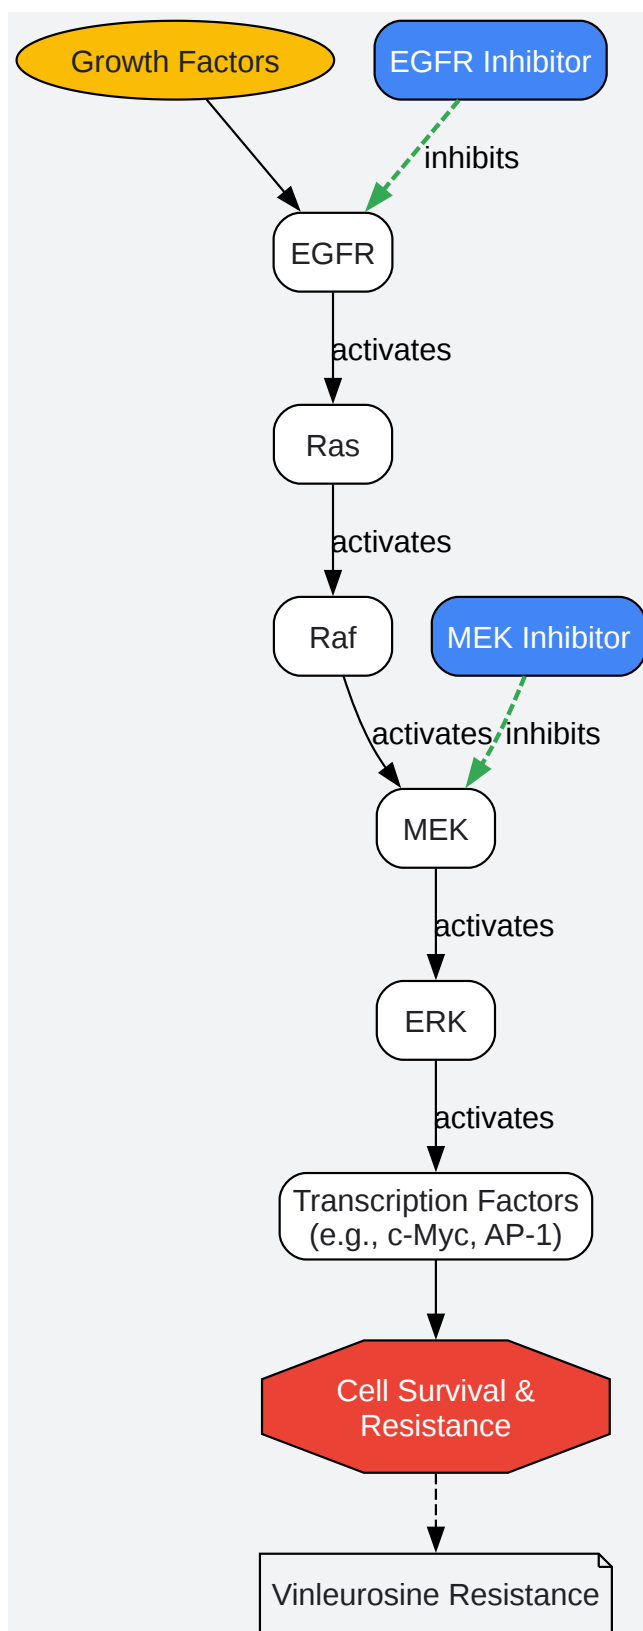 Growth Factors
EGFR Inhibitor
inhibits
EGFR
activates
Ras
activates
Raf
MEK Inhibitor
activates
inhibits
MEK
activates
ERK
activates
Transcription Factors
(e.g., c-Myc, AP-1)
Cell Survival &
Resistance
Vinleurosine Resistance